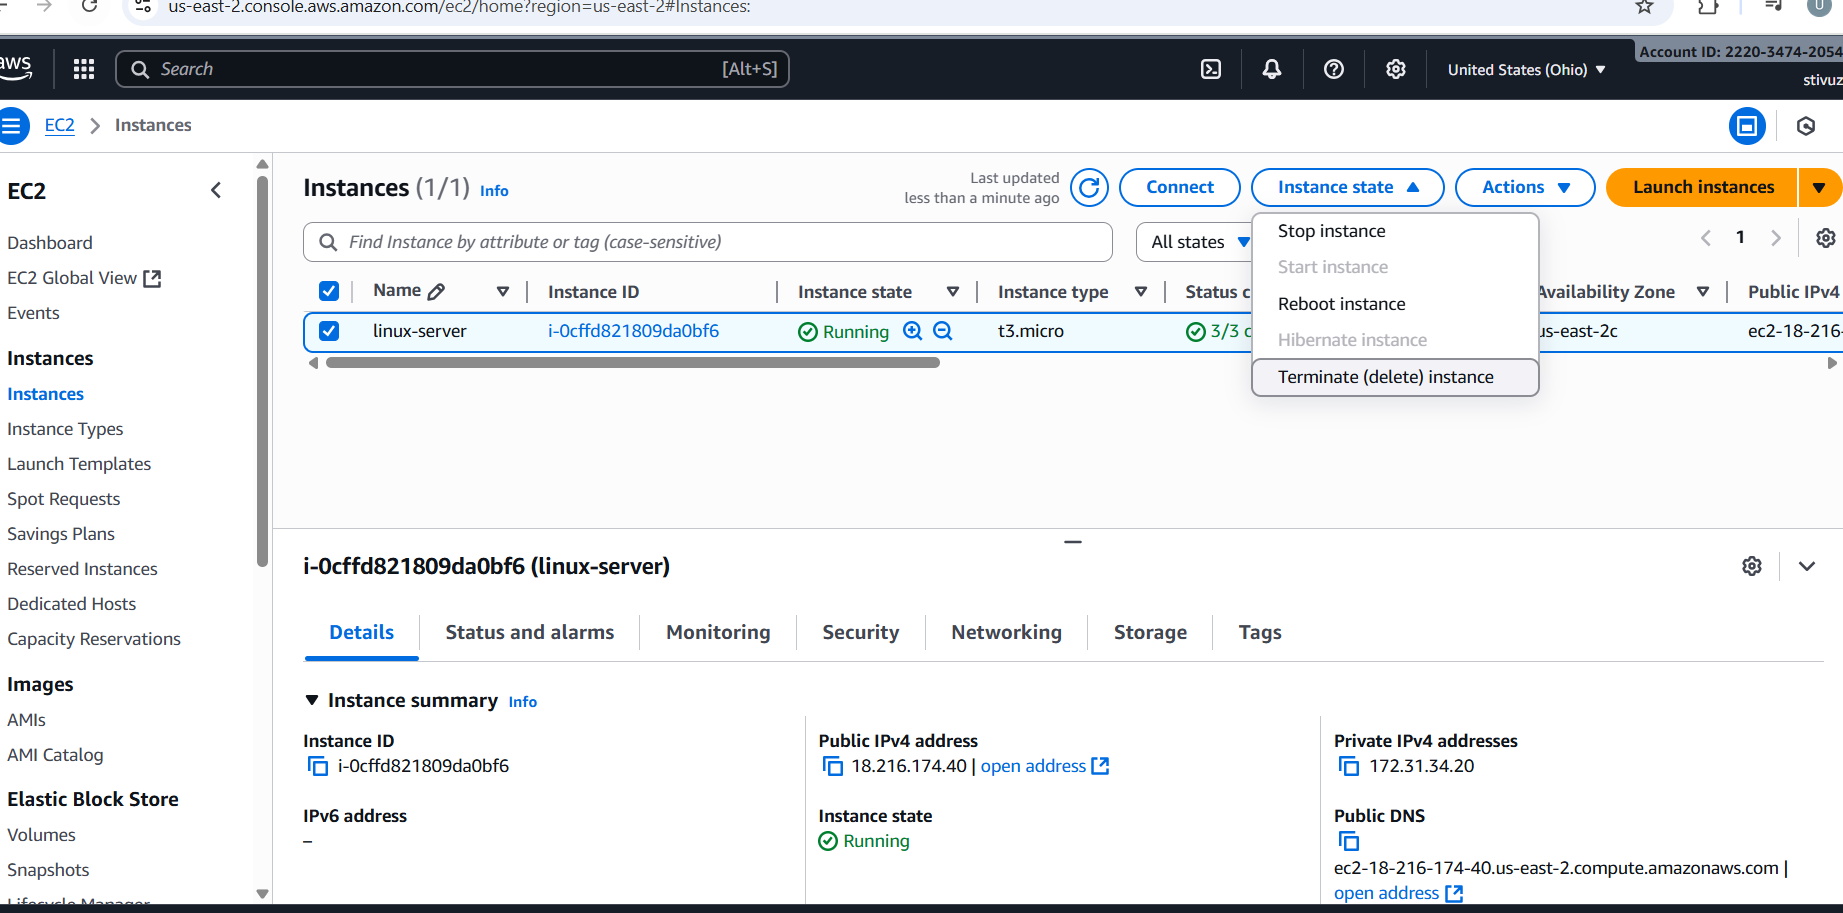 us-east-2.console.aws.amazon.com/ec2/home?region=us-east-2#Instances:
U
aws
Search
[Alt+S]
United States (Ohio)
Account ID: 2220-3474-2054
stivuz
EC2
Instances
EC2
Dashboard
EC2 Global View
Events
Instances
Instances
Instance Types
Launch Templates
Spot Requests
Savings Plans
Reserved Instances
Dedicated Hosts
Capacity Reservations
Images
AMIs
AMI Catalog
Elastic Block Store
Volumes
Snapshots
Lifecycle Manager
Instances (1/1) Info
Last updated
less than a minute ago
Connect
Instance state
Actions
Launch instances
Find Instance by attribute or tag (case-sensitive)
All states
1
Stop instance
Start instance
Reboot instance
Hibernate instance
Terminate (delete) instance
Name
Instance ID
Instance state
Instance type
Status c
Availability Zone
Public IPv4
linux-server
i-0cffd821809da0bf6
Running
t3.micro
3/3 c
us-east-2c
ec2-18-216-
i-0cffd821809da0bf6 (linux-server)
Details
Status and alarms
Monitoring
Security
Networking
Storage
Tags
Instance summary Info
Instance ID
i-0cffd821809da0bf6
Public IPv4 address
18.216.174.40 | open address
Private IPv4 addresses
172.31.34.20
IPv6 address
–
Instance state
Running
Public DNS
ec2-18-216-174-40.us-east-2.compute.amazonaws.com |
open address